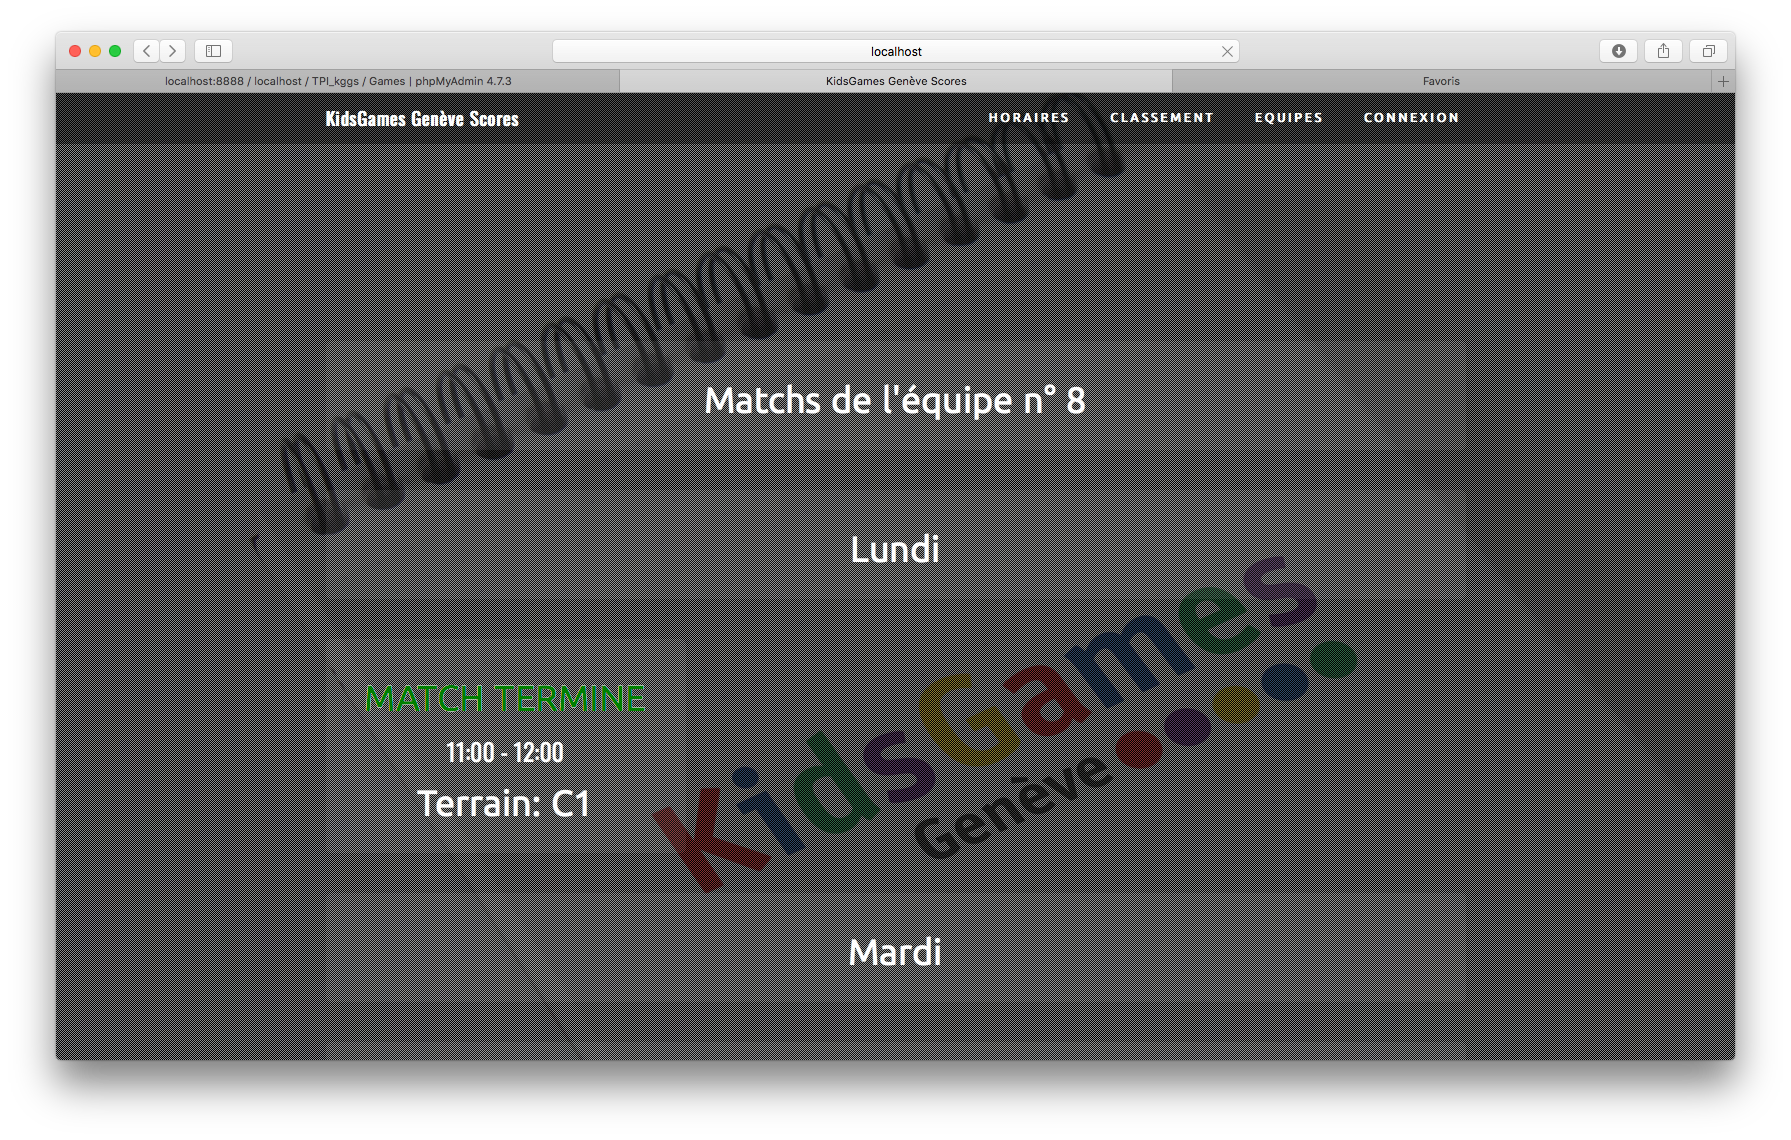 localhost
localhost:8888 / localhost / TPI_kggs / Games | phpMyAdmin 4.7.3
KidsGames Genève Scores
Favoris
KidsGames Genève Scores
HORAIRES
CLASSEMENT
EQUIPES
CONNEXION
Matchs de l'équipe n° 8
Lundi
MATCH TERMINE
11:00 - 12:00
Terrain: C1
KidsGames
Genève
Mardi